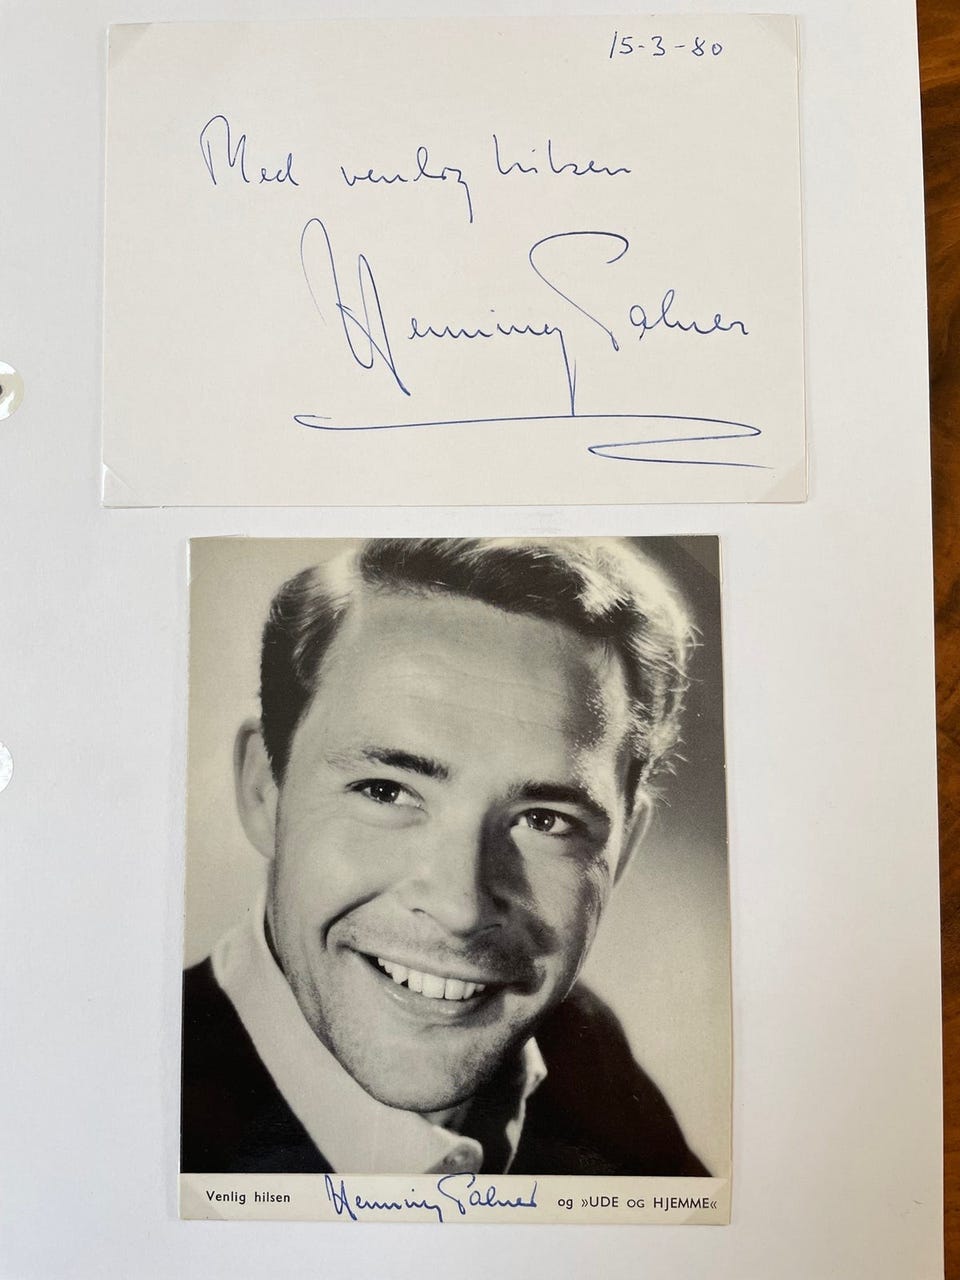 15-3-80
Med venlig hilsen
Henning Palner
Venlig hilsen Henning Palner og »UDE OG HJEMME«